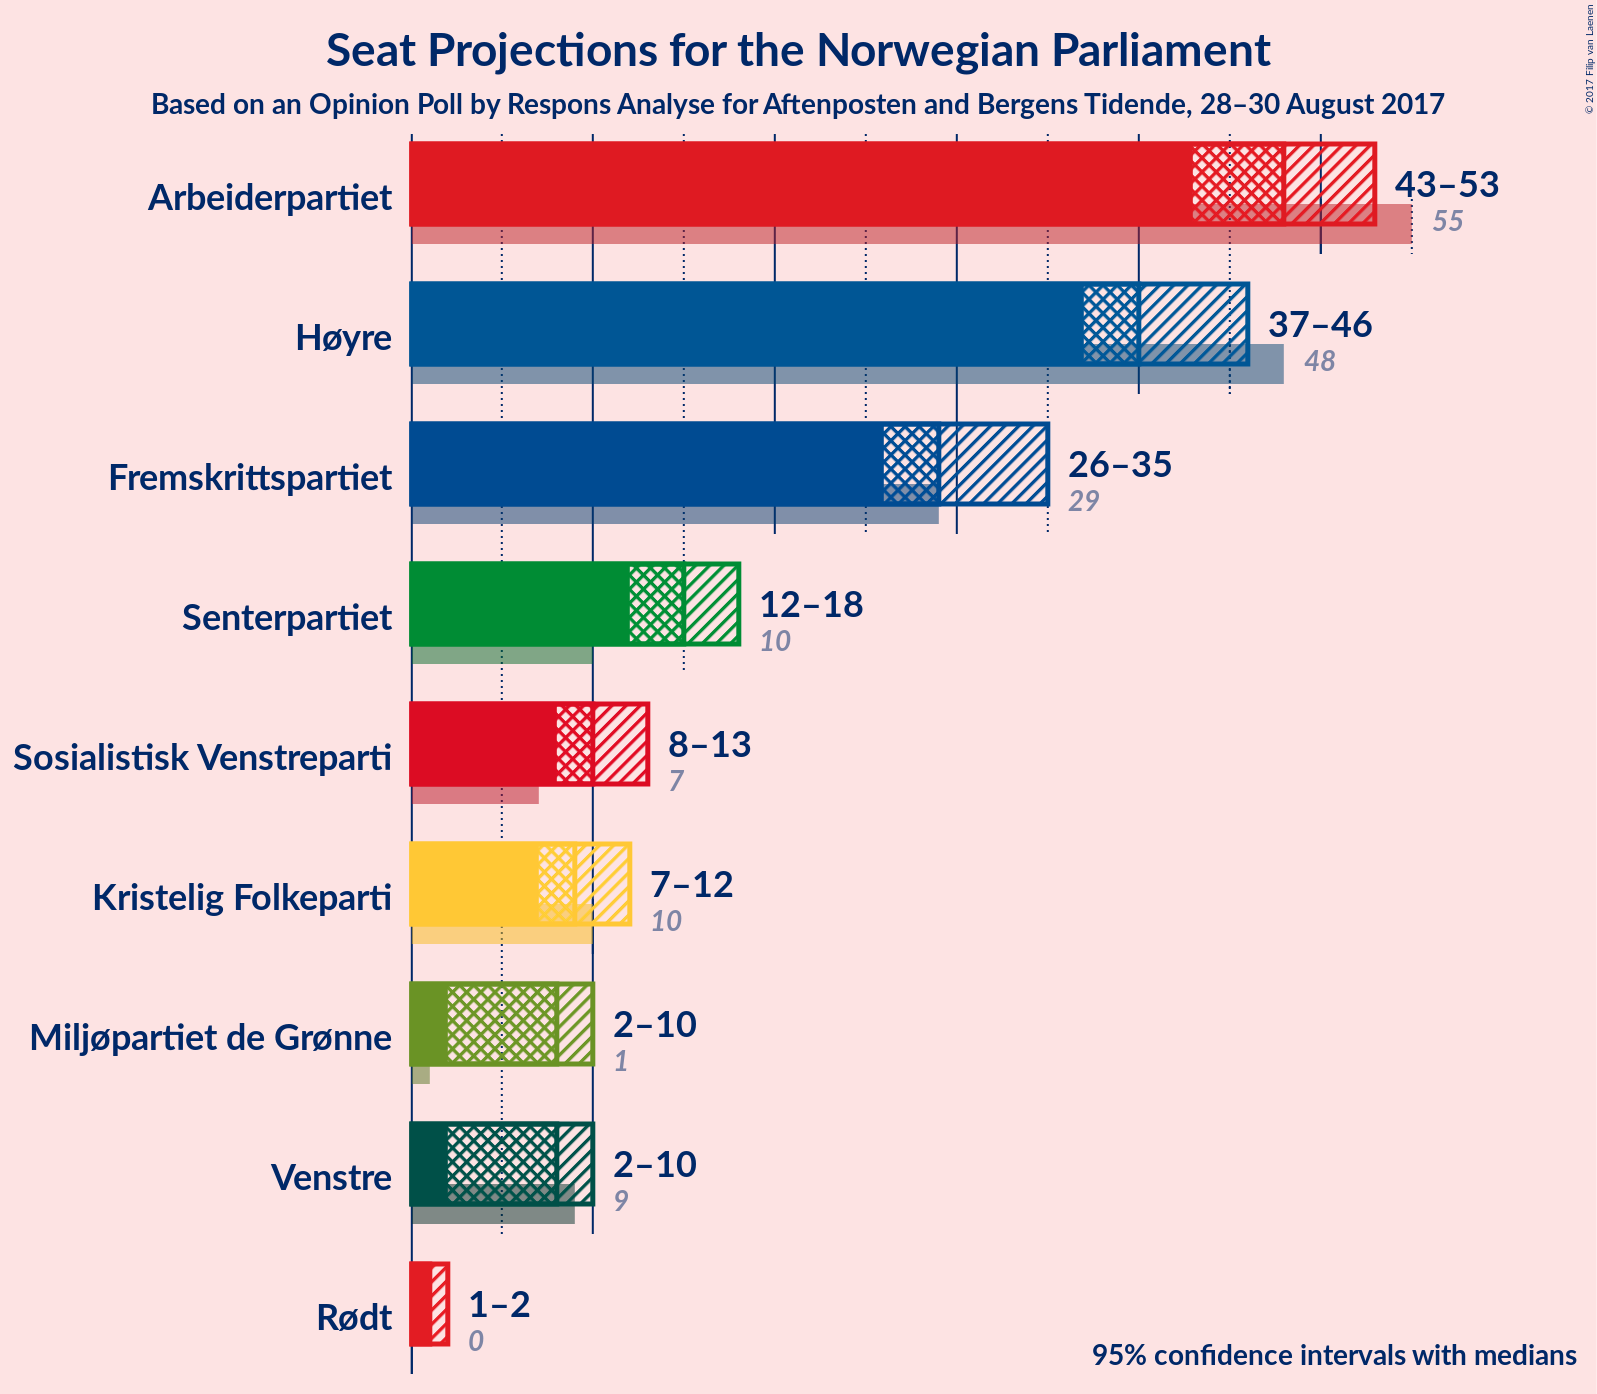 Seat Projections for the Norwegian Parliament
Based on an Opinion Poll by Respons Analyse for Aftenposten and Bergens Tidende, 28–30 August 2017
© 2017 Filip van Laenen
Arbeiderpartiet
43–53
55
Høyre
37–46
48
Fremskrittspartiet
26–35
29
Senterpartiet
12–18
10
Sosialistisk Venstreparti
8–13
7
Kristelig Folkeparti
7–12
10
Miljøpartiet de Grønne
2–10
1
Venstre
2–10
9
Rødt
1–2
0
95% confidence intervals with medians